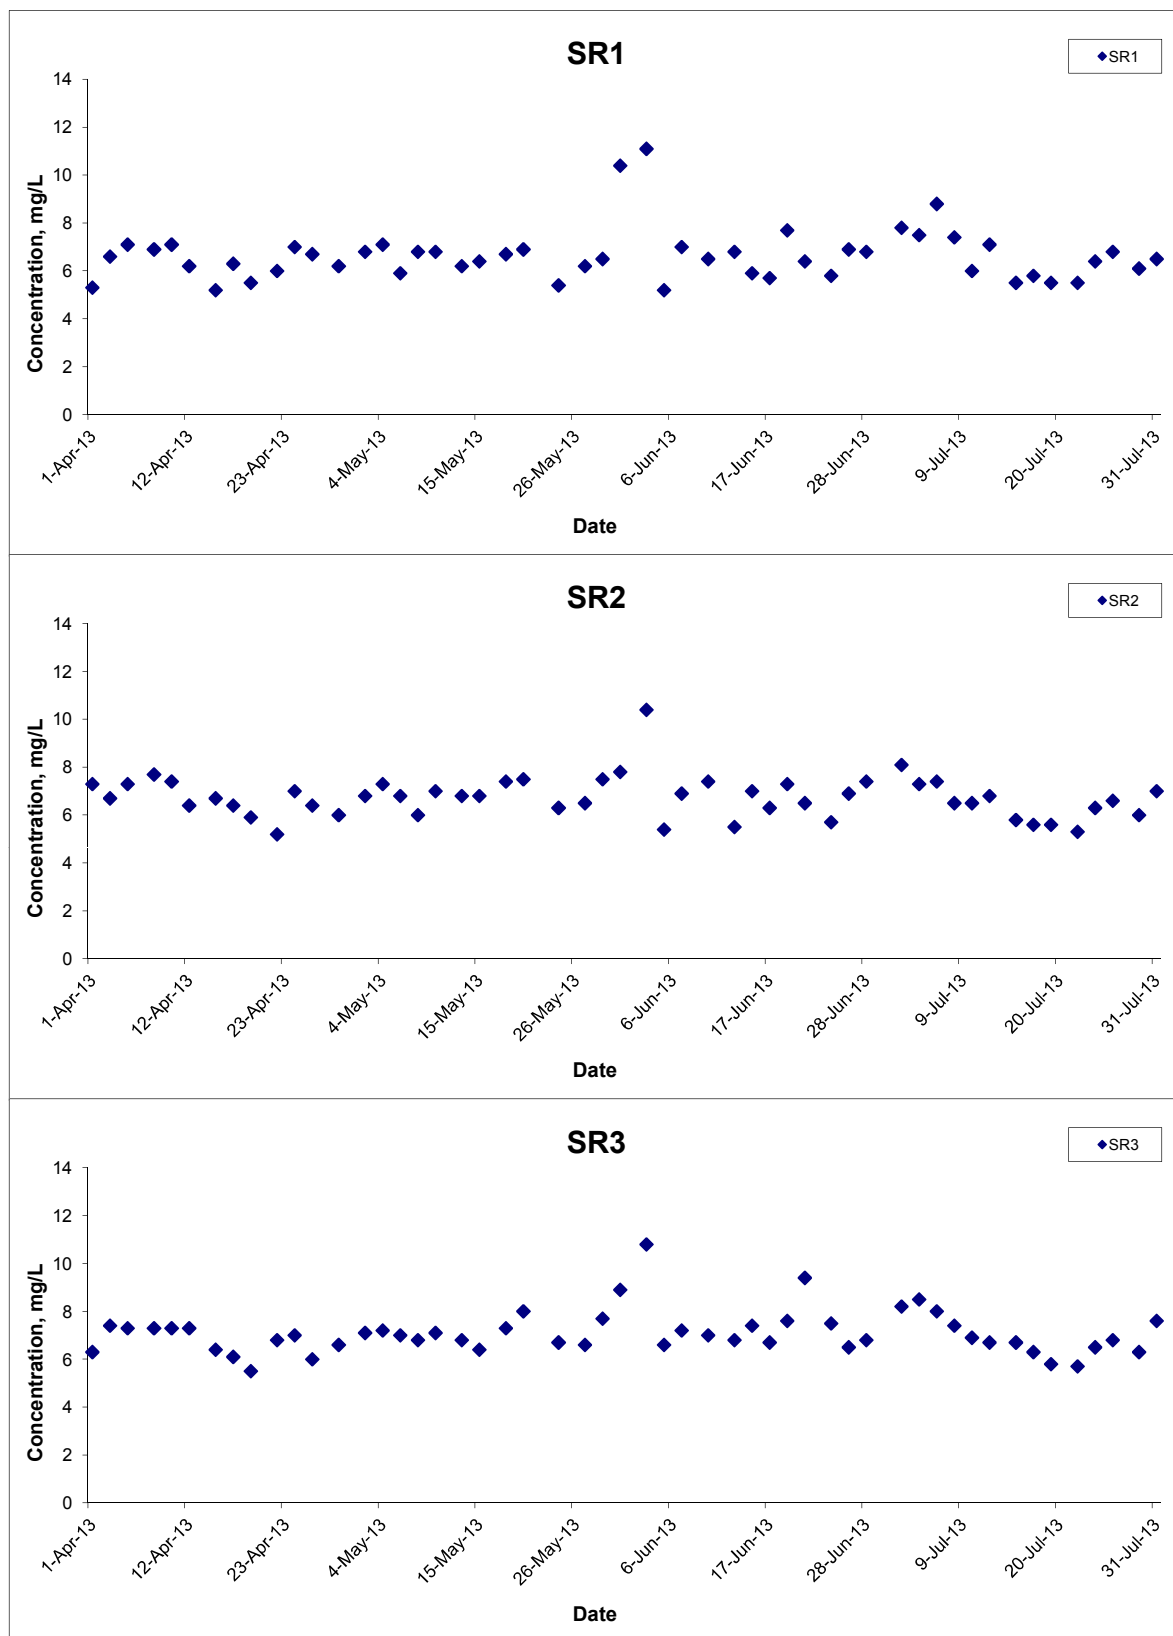 SR1
SR1
Concentration, mg/L
14
12
10
8
6
4
2
0
1-Apr-13
12-Apr-13
23-Apr-13
4-May-13
15-May-13
26-May-13
6-Jun-13
17-Jun-13
28-Jun-13
9-Jul-13
20-Jul-13
31-Jul-13
Date
SR2
SR2
Concentration, mg/L
14
12
10
8
6
4
2
0
1-Apr-13
12-Apr-13
23-Apr-13
4-May-13
15-May-13
26-May-13
6-Jun-13
17-Jun-13
28-Jun-13
9-Jul-13
20-Jul-13
31-Jul-13
Date
SR3
SR3
Concentration, mg/L
14
12
10
8
6
4
2
0
1-Apr-13
12-Apr-13
23-Apr-13
4-May-13
15-May-13
26-May-13
6-Jun-13
17-Jun-13
28-Jun-13
9-Jul-13
20-Jul-13
31-Jul-13
Date